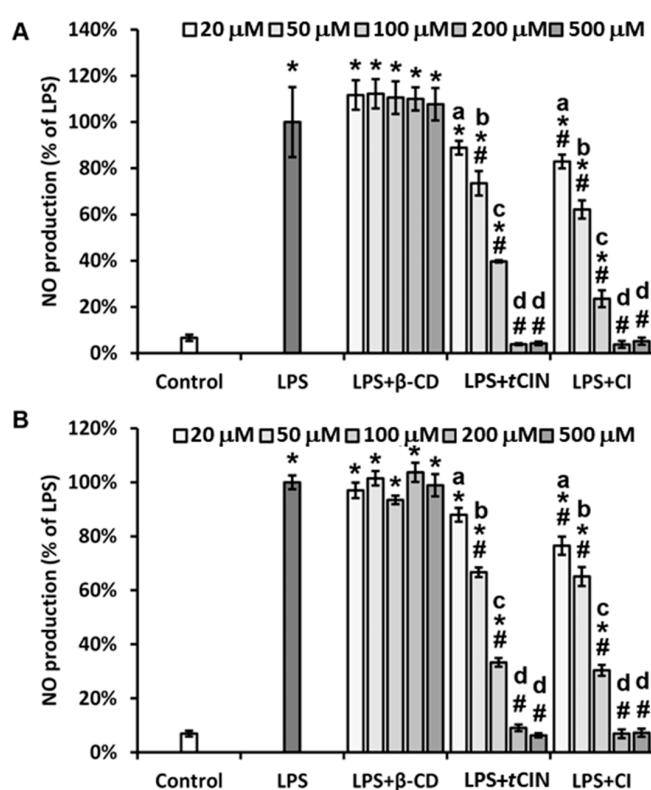 A
140%
20 μM 50 μM 100 μM 200 μM 500 μM
120%
100%
80%
60%
40%
20%
0%
NO production (% of LPS)
* * * * * *
a * b * # c * # d # d #
a * # b * # c * # d # d #
Control LPS LPS+β-CD LPS+tCIN LPS+CI
B
120%
20 μM 50 μM 100 μM 200 μM 500 μM
100%
80%
60%
40%
20%
0%
NO production (% of LPS)
* * * * * *
a * b * # c * # d # d #
a * # b * # c * # d # d #
Control LPS LPS+β-CD LPS+tCIN LPS+CI